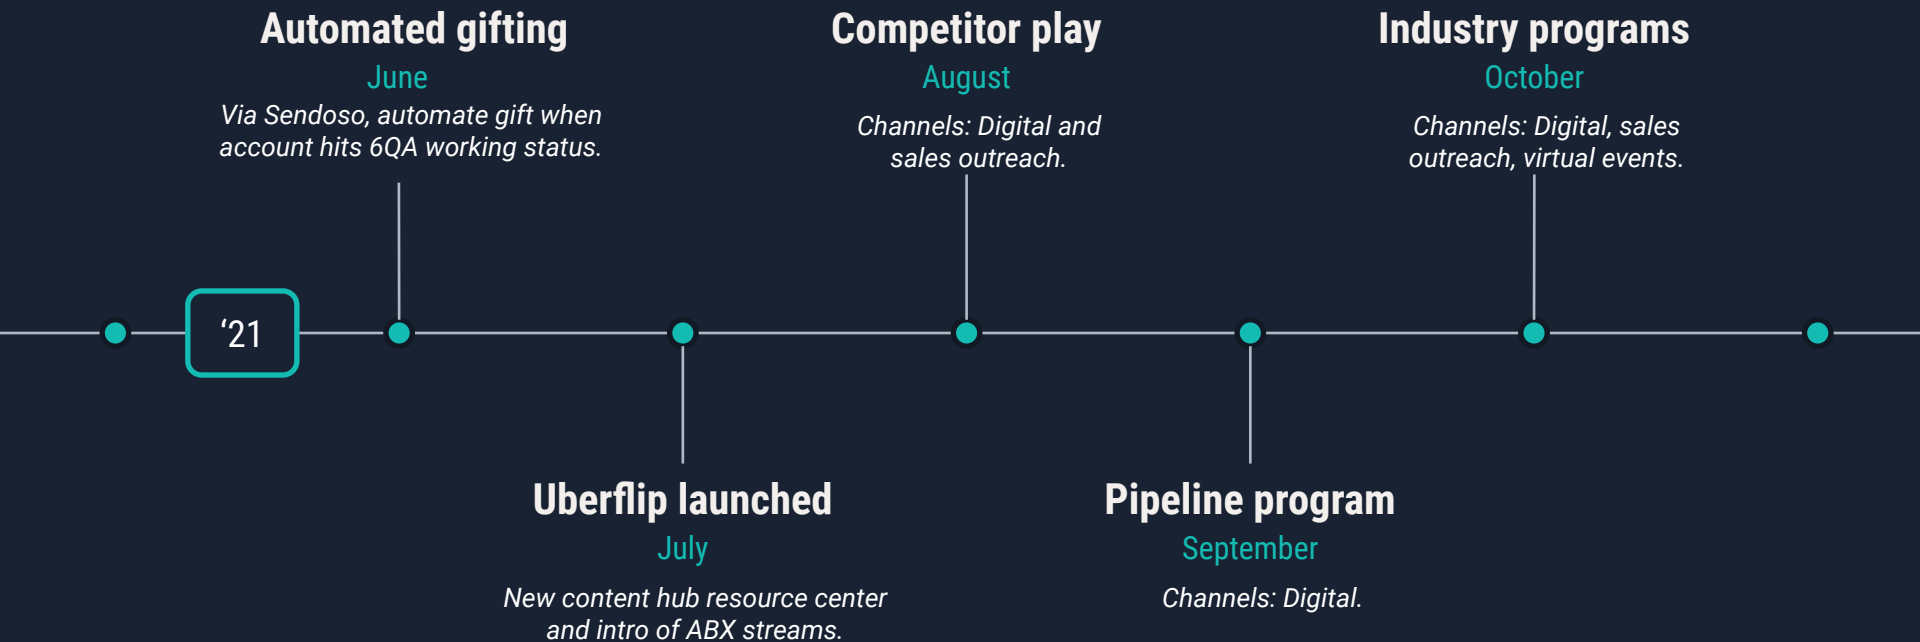 Automated gifting
June
Via Sendoso, automate gift when
account hits 6QA working status.
Competitor play
August
Channels: Digital and
sales outreach.
Industry programs
October
Channels: Digital, sales
outreach, virtual events.
‘21
Uberflip launched
July
New content hub resource center
and intro of ABX streams.
Pipeline program
September
Channels: Digital.